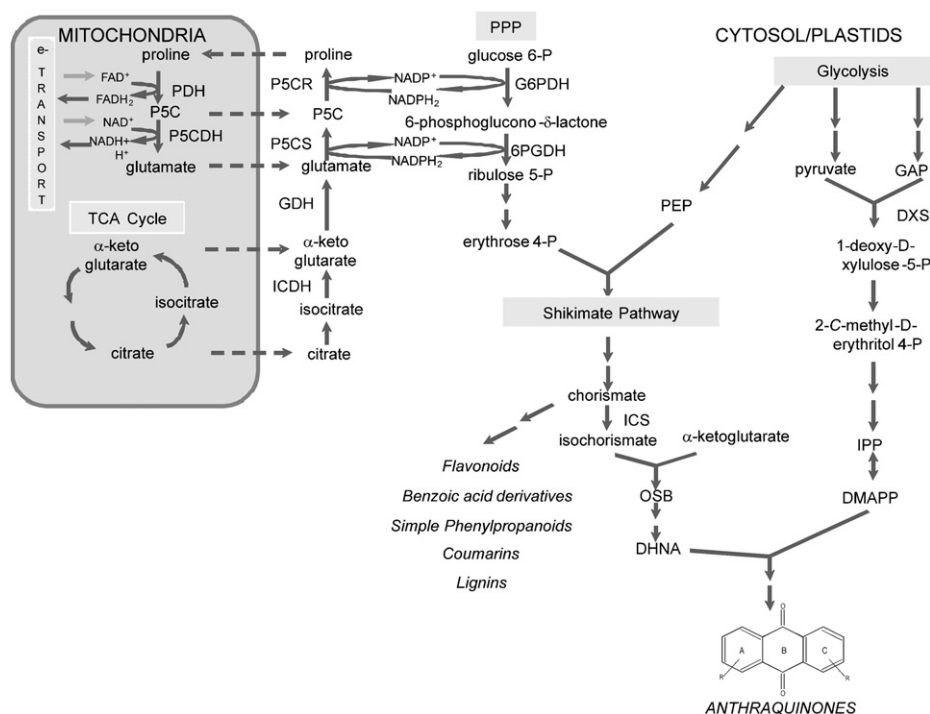 MITOCHONDRIA
e-
TRANSPORT
proline
FAD⁺
PDH
FADH₂
P5C
NAD⁺
P5CDH
NADH+
H⁺
glutamate
TCA Cycle
α-keto
glutarate
isocitrate
citrate
proline
P5CR
P5C
P5CS
glutamate
GDH
α-keto
glutarate
ICDH
isocitrate
citrate
NADP⁺
NADPH₂
NADP⁺
NADPH₂
PPP
glucose 6-P
G6PDH
6-phosphoglucono-δ-lactone
6PGDH
ribulose 5-P
erythrose 4-P
CYTOSOL/PLASTIDS
Glycolysis
PEP
pyruvate
GAP
DXS
1-deoxy-D-
xylulose-5-P
2-C-methyl-D-
erythritol 4-P
IPP
DMAPP
Shikimate Pathway
chorismate
ICS
isochorismate
α-ketoglutarate
OSB
DHNA
Flavonoids
Benzoic acid derivatives
Simple Phenylpropanoids
Coumarins
Lignins
O
A
B
C
R
R
O
ANTHRAQUINONES